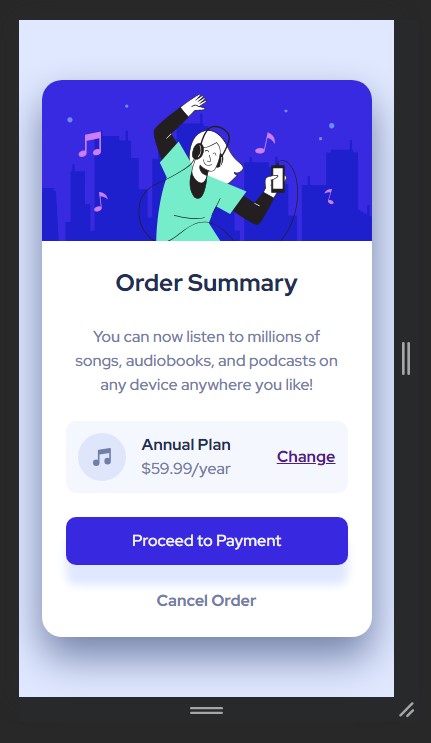 Order Summary
You can now listen to millions of
songs, audiobooks, and podcasts on
any device anywhere you like!
Annual Plan
$59.99/year
Change
Proceed to Payment
Cancel Order